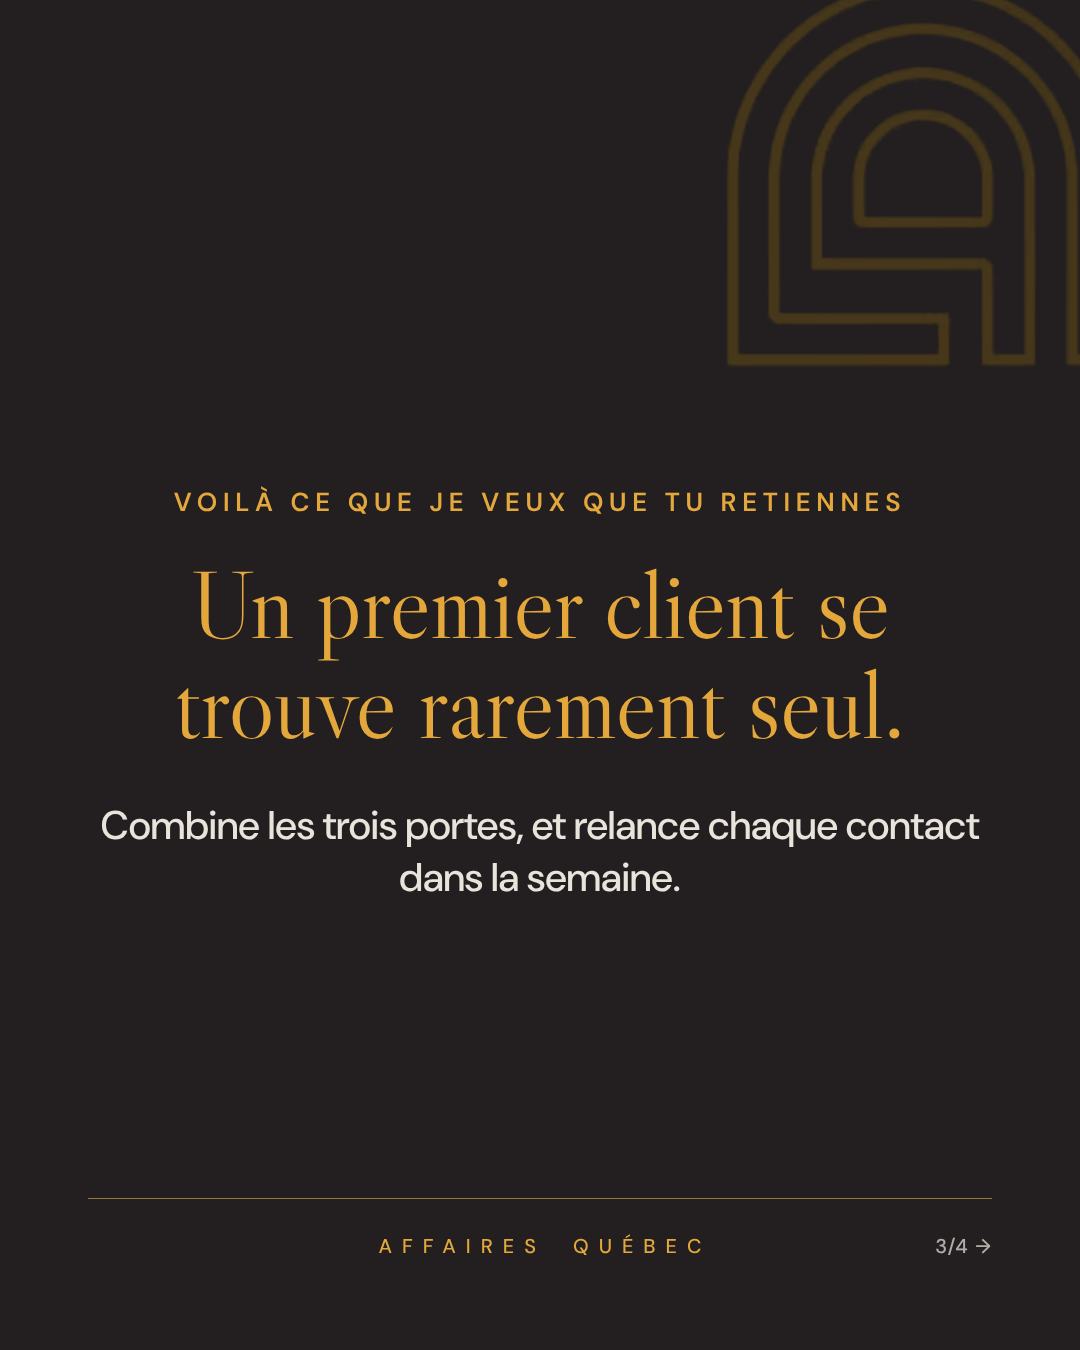 VOILÀ CE QUE JE VEUX QUE TU RETIENNES
Un premier client se
trouve rarement seul.
Combine les trois portes, et relance chaque contact
dans la semaine.
AFFAIRES QUÉBEC
3/4 →